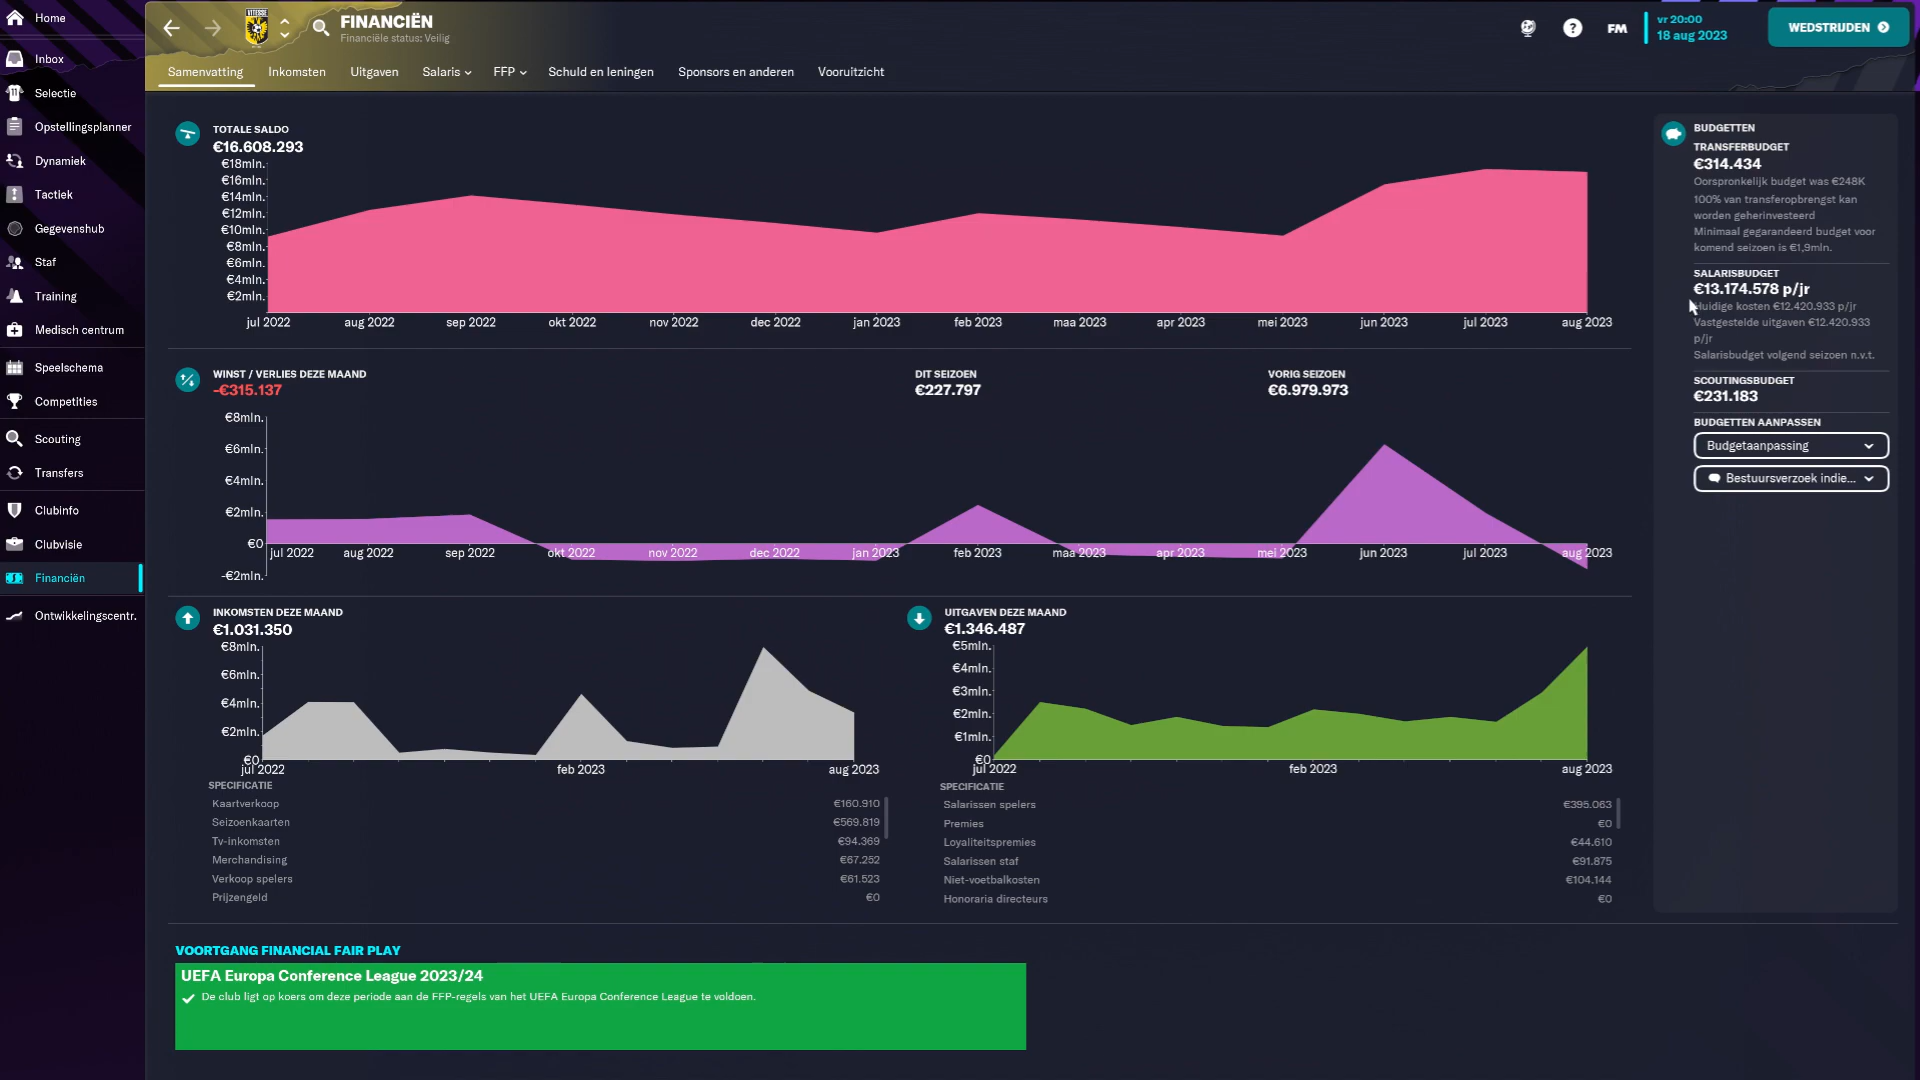 Home
Inbox
Selectie
Opstellingsplanner
Dynamiek
Tactiek
Gegevenshub
Staf
Training
Medisch centrum
Speelschema
Competities
Scouting
Transfers
Clubinfo
Clubvisie
Financiën
Ontwikkelingscentr.
VITESSE
FINANCIËN
Financiële status: Veilig
?
FM
vr 20:00
18 aug 2023
WEDSTRIJDEN
Samenvatting
Inkomsten
Uitgaven
Salaris
FFP
Schuld en leningen
Sponsors en anderen
Vooruitzicht
TOTALE SALDO
€16.608.293
€18mln.
€16mln.
€14mln.
€12mln.
€10mln.
€8mln.
€6mln.
€4mln.
€2mln.
jul 2022 aug 2022 sep 2022 okt 2022 nov 2022 dec 2022 jan 2023 feb 2023 maa 2023 apr 2023 mei 2023 jun 2023 jul 2023 aug 2023
WINST / VERLIES DEZE MAAND
-€315.137
DIT SEIZOEN
€227.797
VORIG SEIZOEN
€6.979.973
€8mln.
€6mln.
€4mln.
€2mln.
€0
-€2mln.
jul 2022 aug 2022 sep 2022 okt 2022 nov 2022 dec 2022 jan 2023 feb 2023 maa 2023 apr 2023 mei 2023 jun 2023 jul 2023 aug 2023
INKOMSTEN DEZE MAAND
€1.031.350
€8mln.
€6mln.
€4mln.
€2mln.
€0
jul 2022 feb 2023 aug 2023
SPECIFICATIE
Kaartverkoop €160.910
Seizoenkaarten €569.819
Tv-inkomsten €94.369
Merchandising €67.252
Verkoop spelers €61.523
Prijzengeld €0
UITGAVEN DEZE MAAND
€1.346.487
€5mln.
€4mln.
€3mln.
€2mln.
€1mln.
€0
jul 2022 feb 2023 aug 2023
SPECIFICATIE
Salarissen spelers €395.063
Premies €0
Loyaliteitspremies €44.610
Salarissen staf €91.875
Niet-voetbalkosten €104.144
Honoraria directeurs €0
VOORTGANG FINANCIAL FAIR PLAY
UEFA Europa Conference League 2023/24
De club ligt op koers om deze periode aan de FFP-regels van het UEFA Europa Conference League te voldoen.
BUDGETTEN
TRANSFERBUDGET
€314.434
Oorspronkelijk budget was €248K
100% van transferopbrengst kan
worden geherinvesteerd
Minimaal gegarandeerd budget voor
komend seizoen is €1,9mln.
SALARISBUDGET
€13.174.578 p/jr
Huidige kosten €12.420.933 p/jr
Vastgestelde uitgaven €12.420.933
p/jr
Salarisbudget volgend seizoen n.v.t.
SCOUTINGSBUDGET
€231.183
BUDGETTEN AANPASSEN
Budgetaanpassing
Bestuursverzoek indie...